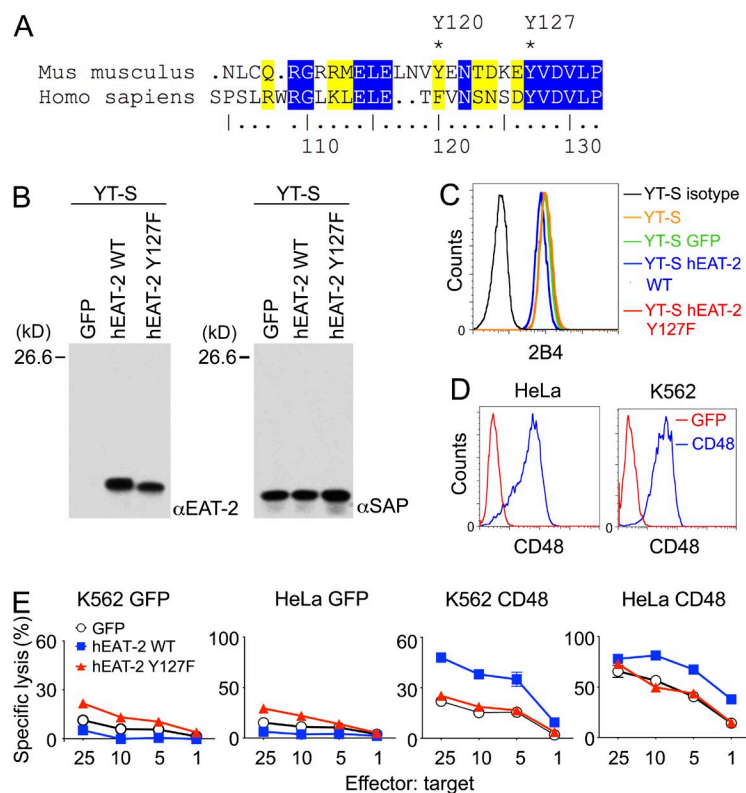 A
Y120 Y127
* *
Mus musculus .NLCQ.RGRRMELELNVYENTDKEYVDVLP
Homo sapiens SPSLRWRGLKLELE..TFVNSNSDYVDVLP
|....|....|....|....|....|.
110 120 130
B
YT-S YT-S
GFP hEAT-2 WT hEAT-2 Y127F GFP hEAT-2 WT hEAT-2 Y127F
(kD) (kD)
26.6 26.6
αEAT-2 αSAP
C
Counts
0
2B4
YT-S isotype
YT-S
YT-S GFP
YT-S hEAT-2
WT
YT-S hEAT-2
Y127F
D
HeLa K562
Counts
0 0
GFP
CD48
CD48 CD48
E
K562 GFP HeLa GFP K562 CD48 HeLa CD48
Specific lysis (%)
GFP
hEAT-2 WT
hEAT-2 Y127F
60 100 60 100
30 50 30 50
0 0 0 0
25 10 5 1 25 10 5 1 25 10 5 1 25 10 5 1
Effector: target